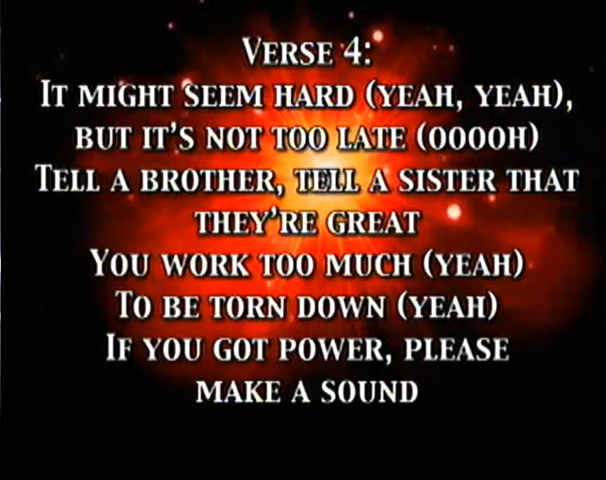 VERSE 4:
IT MIGHT SEEM HARD (YEAH, YEAH),
BUT IT'S NOT TOO LATE (OOOOH)
TELL A BROTHER, TELL A SISTER THAT
THEY'RE GREAT
YOU WORK TOO MUCH (YEAH)
TO BE TORN DOWN (YEAH)
IF YOU GOT POWER, PLEASE
MAKE A SOUND